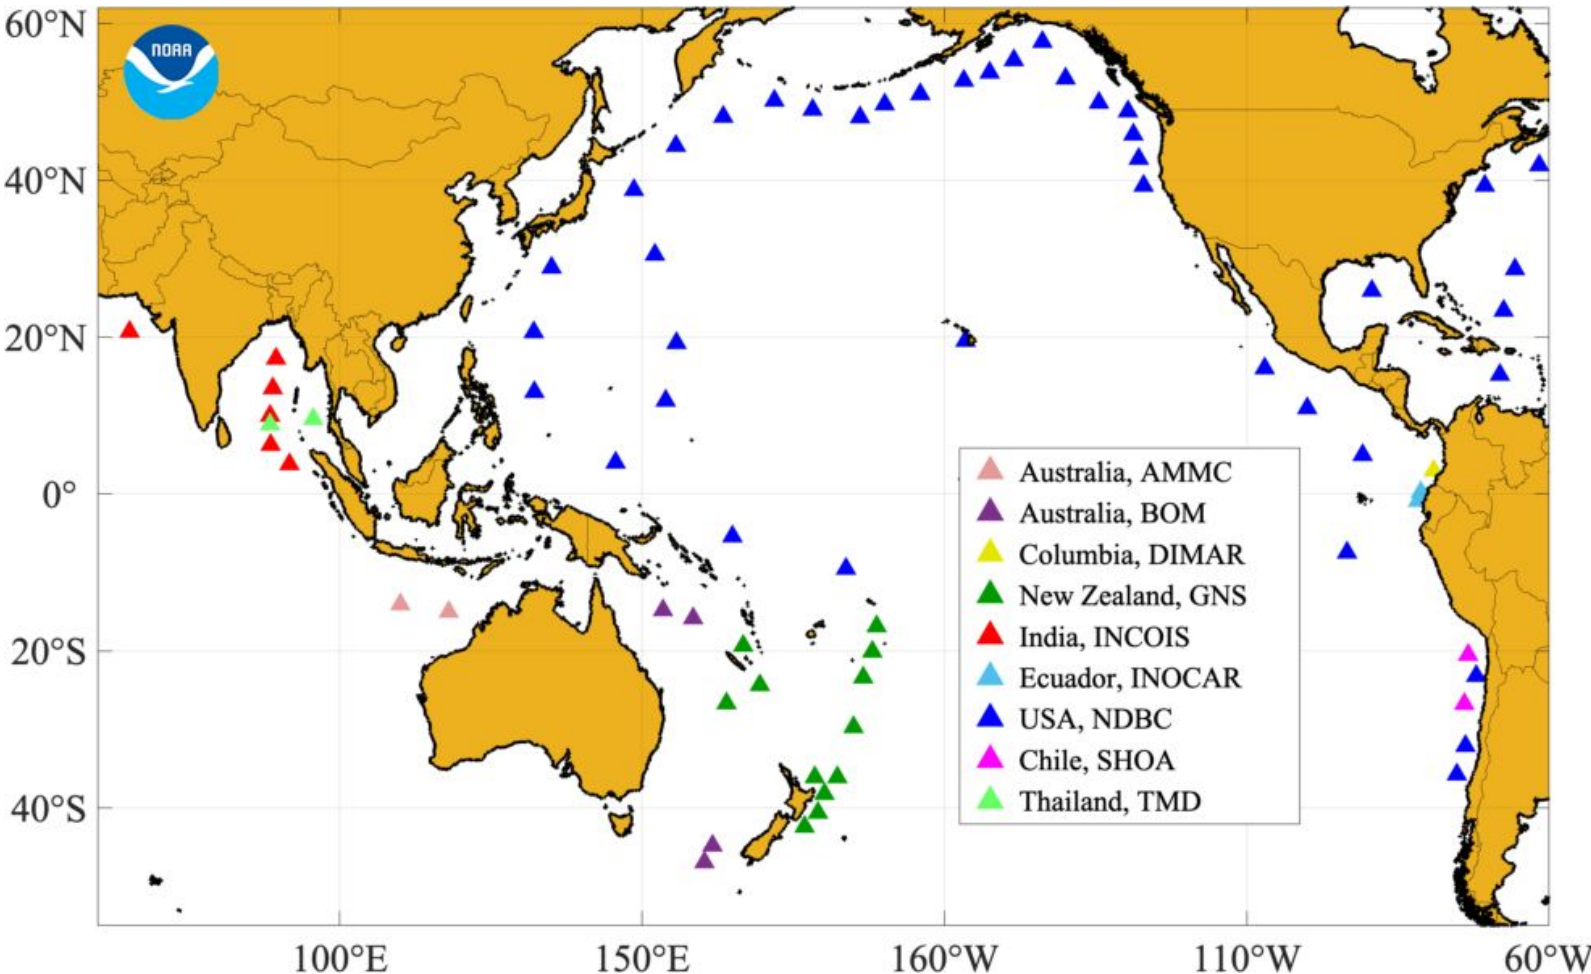 60°N
NOAA
40°N
20°N
0°
20°S
40°S
Australia, AMMC
Australia, BOM
Columbia, DIMAR
New Zealand, GNS
India, INCOIS
Ecuador, INOCAR
USA, NDBC
Chile, SHOA
Thailand, TMD
100°E 150°E 160°W 110°W 60°W